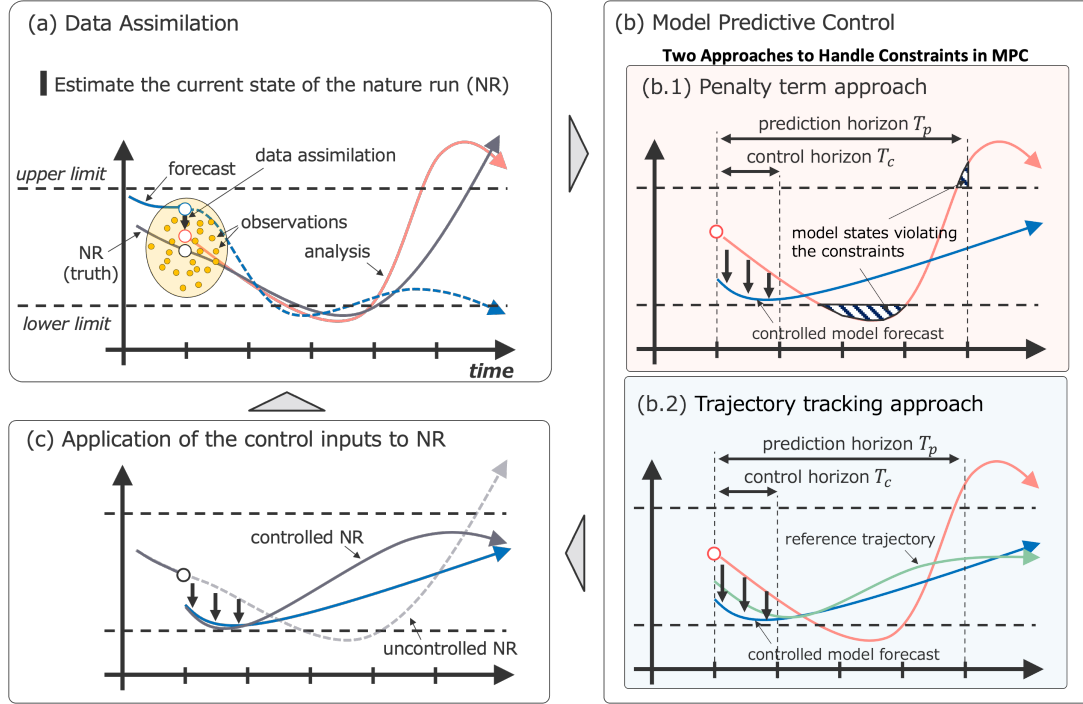 (a) Data Assimilation
Estimate the current state of the nature run (NR)
upper limit
forecast
data assimilation
observations
NR
(truth)
analysis
lower limit
time
(b) Model Predictive Control
Two Approaches to Handle Constraints in MPC
(b.1) Penalty term approach
prediction horizon Tₚ
control horizon T꜀
model states violating
the constraints
controlled model forecast
(b.2) Trajectory tracking approach
prediction horizon Tₚ
control horizon T꜀
reference trajectory
controlled model forecast
(c) Application of the control inputs to NR
controlled NR
uncontrolled NR